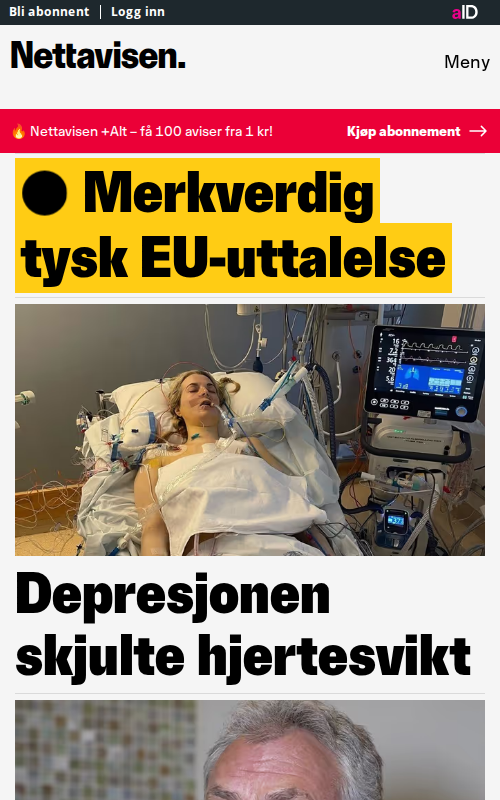 Bli abonnent
Logg inn
aID
Nettavisen.
Meny
🔥 Nettavisen +Alt – få 100 aviser fra 1 kr!
Kjøp abonnement
Merkverdig
tysk EU-uttalelse
Depresjonen
skjulte hjertesvikt